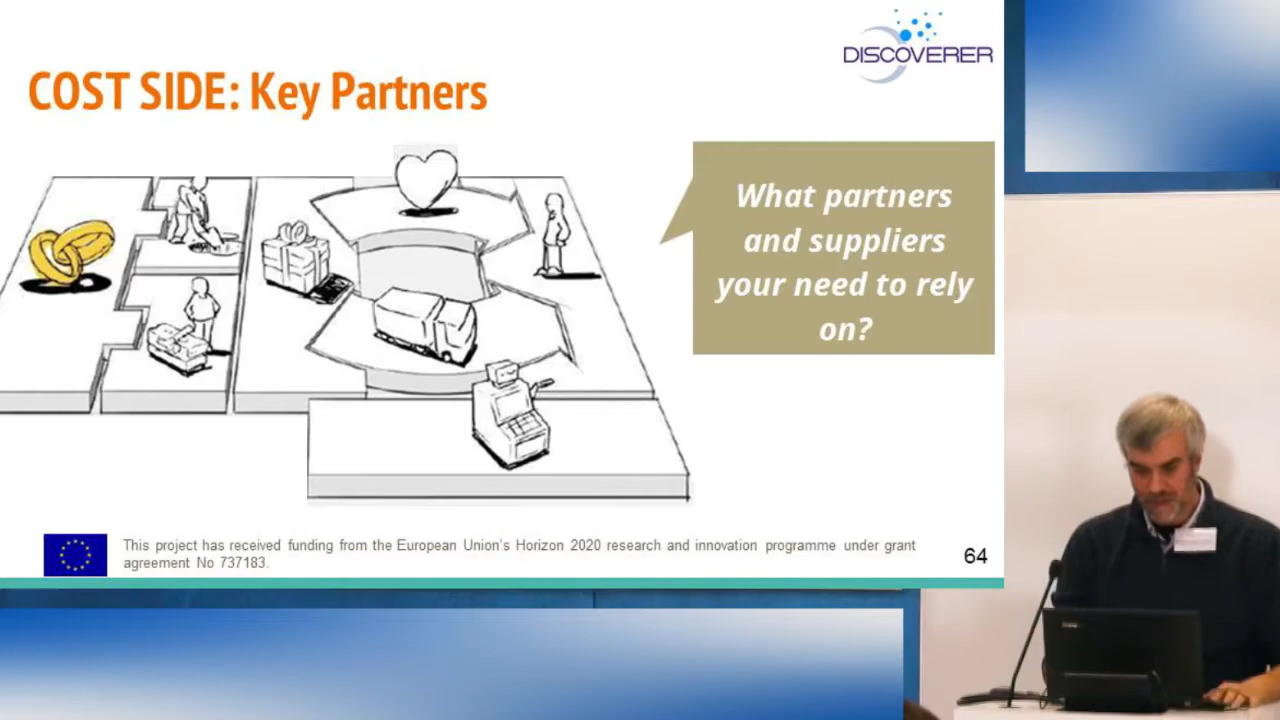 DISCOVERER
COST SIDE: Key Partners
What partners
and suppliers
your need to rely
on?
This project has received funding from the European Union's Horizon 2020 research and innovation programme under grant
agreement No 737183.
64